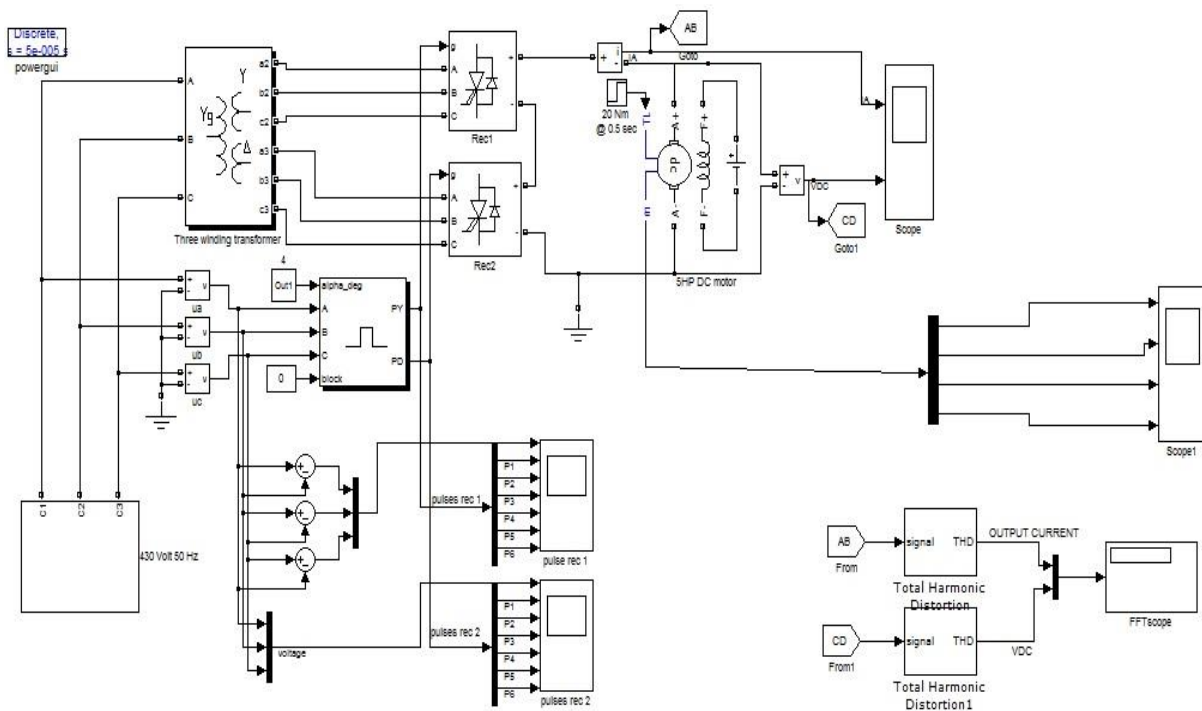 Discrete,
s = 5e-005 s
powergui
A
B
C
Yg
Y
Δ
a2
b2
c2
a3
b3
c3
Three winding transformer
g
A
B
C
+
-
Rec1
g
A
B
C
+
-
Rec2
+
i
-
IA
AB
Goto
20 Nm
@ 0.5 sec
TL
m
A+
A-
F+
F-
dc
5HP DC motor
+
-
v
VDC
CD
Goto1
A
Scope
+
-
v
ua
+
-
v
ub
+
-
v
uc
4
Out1
0
alpha_deg
A
B
C
block
PY
PD
C1
C2
C3
430 Volt 50 Hz
voltage
pulses rec 1
P1
P2
P3
P4
P5
P6
pulse rec 1
pulses rec 2
P1
P2
P3
P4
P5
P6
pulses rec 2
Scope1
AB
From
signal
THD
Total Harmonic
Distortion
OUTPUT CURRENT
CD
From1
signal
THD
Total Harmonic
Distortion1
VDC
FFTscope